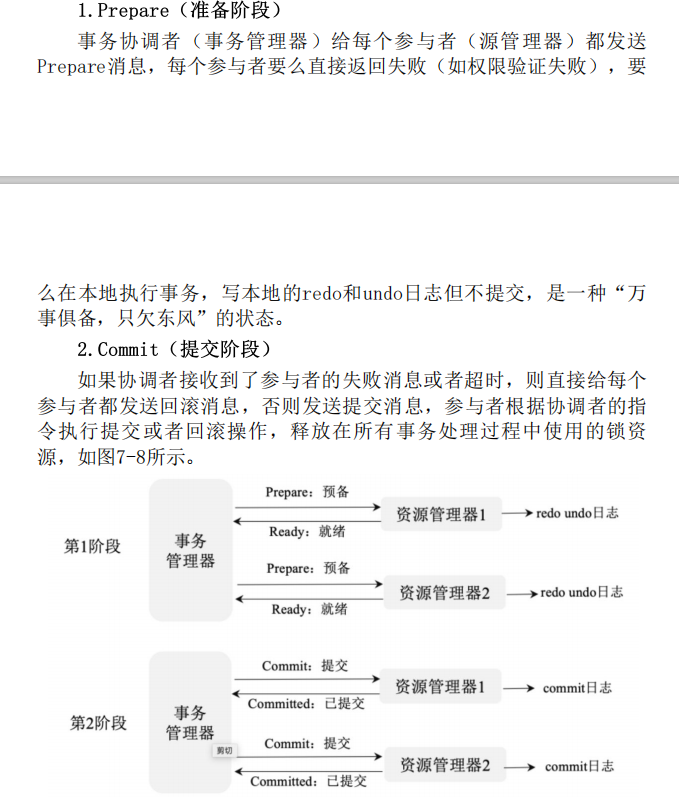 1.Prepare（准备阶段）
事务协调者（事务管理器）给每个参与者（源管理器）都发送
Prepare消息，每个参与者要么直接返回失败（如权限验证失败），要
么在本地执行事务，写本地的redo和undo日志但不提交，是一种“万
事俱备，只欠东风”的状态。
2.Commit（提交阶段）
如果协调者接收到了参与者的失败消息或者超时，则直接给每个
参与者都发送回滚消息，否则发送提交消息，参与者根据协调者的指
令执行提交或者回滚操作，释放在所有事务处理过程中使用的锁资
源，如图7-8所示。
第1阶段
事务
管理器
Prepare：预备
Ready：就绪
资源管理器1
redo undo日志
Prepare：预备
Ready：就绪
资源管理器2
redo undo日志
第2阶段
事务
管理器
剪切
Commit：提交
Committed：已提交
资源管理器1
commit日志
Commit：提交
Committed：已提交
资源管理器2
commit日志